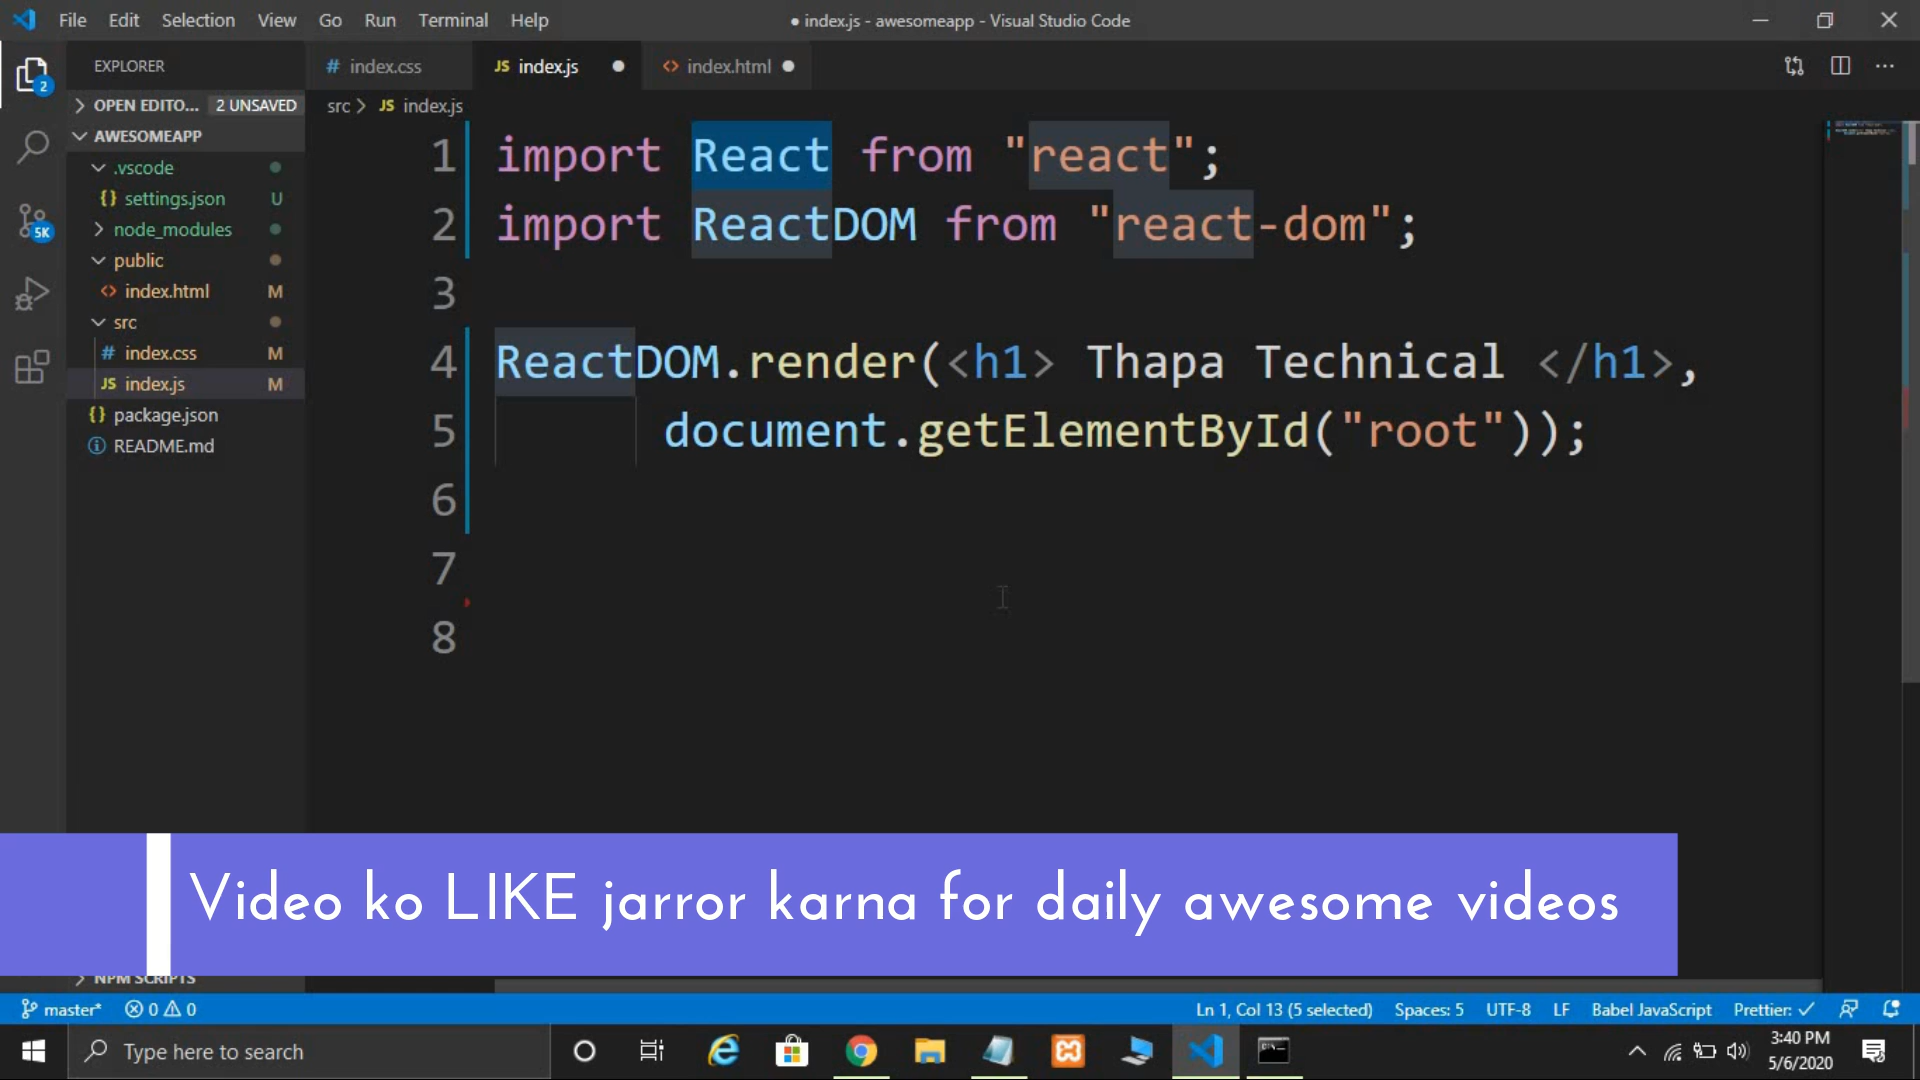 File Edit Selection View Go Run Terminal Help
● index.js - awesomeapp - Visual Studio Code
EXPLORER
# index.css
JS index.js ●
<> index.html ●
> OPEN EDITO... 2 UNSAVED
AWESOMEAPP
.vscode
{} settings.json U
> node_modules
public
<> index.html M
src
# index.css M
JS index.js M
{} package.json
README.md
2
5K
src > JS index.js
1 import React from "react";
2 import ReactDOM from "react-dom";
3
4 ReactDOM.render(<h1> Thapa Technical </h1>,
5 document.getElementById("root"));
6
7
8
Video ko LIKE jarror karna for daily awesome videos
> NPM SCRIPTS
master* 0 0
Ln 1, Col 13 (5 selected) Spaces: 5 UTF-8 LF Babel JavaScript Prettier: ✓
Type here to search
3:40 PM
5/6/2020